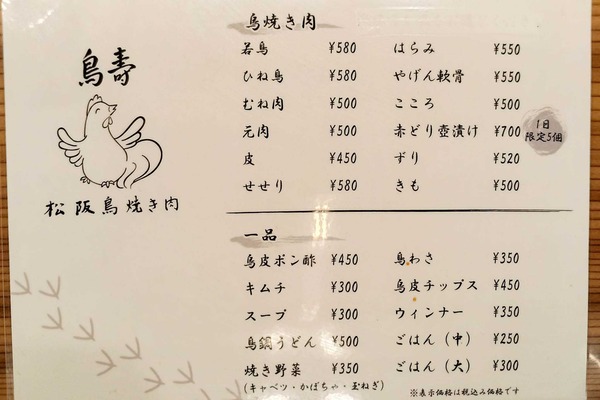 鳥壽
松阪鳥焼き肉
鳥焼き肉
若鳥 ¥580
ひね鳥 ¥580
むね肉 ¥500
元肉 ¥500
皮 ¥450
せせり ¥580
はらみ ¥550
やげん軟骨 ¥550
こころ ¥500
赤どり壺漬け ¥700
1日
限定5個
ずり ¥520
きも ¥500
一品
鳥皮ポン酢 ¥450
キムチ ¥300
スープ ¥300
鳥鍋うどん ¥500
焼き野菜 ¥350
(キャベツ・かぼちゃ・玉ねぎ)
鳥わさ ¥350
鳥皮チップス ¥450
ウィンナー ¥350
ごはん(中) ¥250
ごはん(大) ¥300
※表示価格は税込み価格です